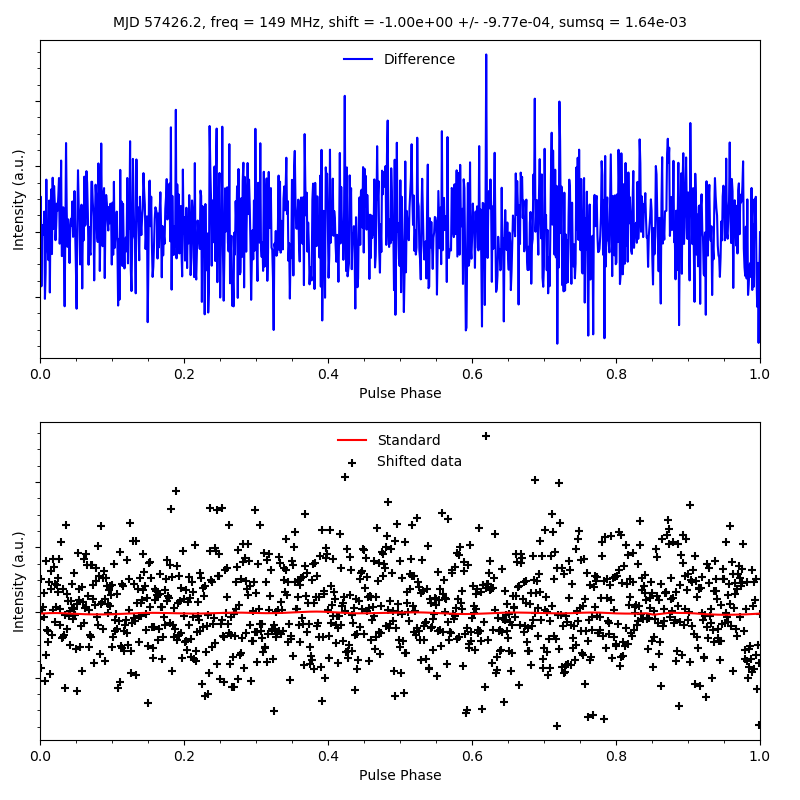 MJD 57426.2, freq = 149 MHz, shift = -1.00e+00 +/- -9.77e-04, sumsq = 1.64e-03
Difference
Intensity (a.u.)
0.0 0.2 0.4 0.6 0.8 1.0
Pulse Phase
Standard
Shifted data
Intensity (a.u.)
0.0 0.2 0.4 0.6 0.8 1.0
Pulse Phase